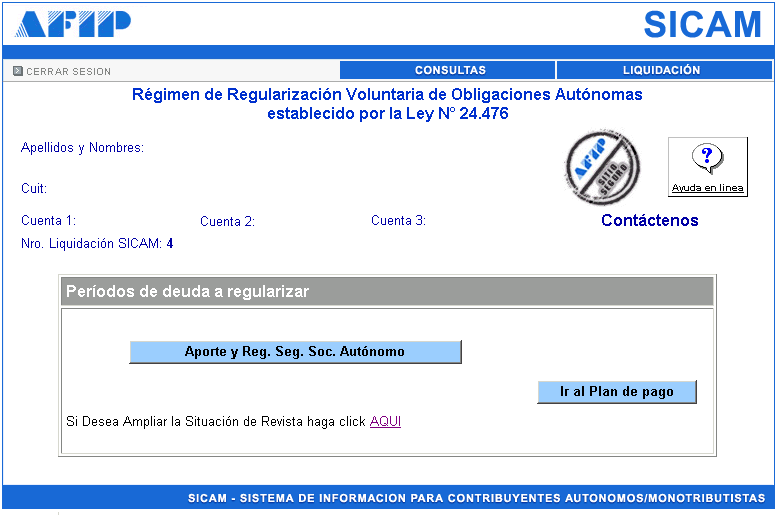 AFIP
SICAM
CERRAR SESION
CONSULTAS
LIQUIDACIÓN
Régimen de Regularización Voluntaria de Obligaciones Autónomas
establecido por la Ley N° 24.476
Apellidos y Nombres:
AFIP
SITIO
SEGURO
?
Ayuda en linea
Cuit:
Cuenta 1:
Cuenta 2:
Cuenta 3:
Contáctenos
Nro. Liquidación SICAM: 4
Períodos de deuda a regularizar
Aporte y Reg. Seg. Soc. Autónomo
Ir al Plan de pago
Si Desea Ampliar la Situación de Revista haga click AQUI
SICAM - SISTEMA DE INFORMACION PARA CONTRIBUYENTES AUTONOMOS/MONOTRIBUTISTAS